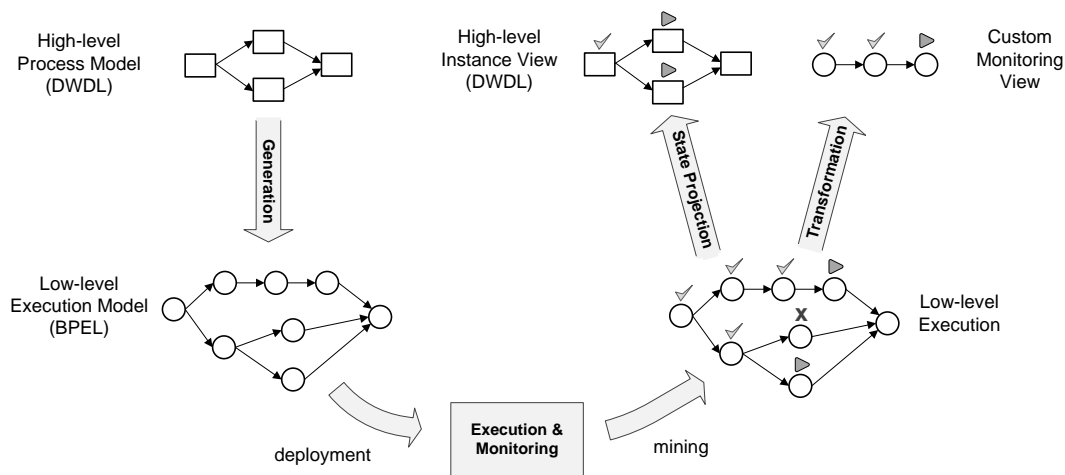 High-level
Process Model
(DWDL)
High-level
Instance View
(DWDL)
Custom
Monitoring
View
Generation
State Projection
Transformation
Low-level
Execution Model
(BPEL)
x
Low-level
Execution
Execution &
Monitoring
deployment
mining